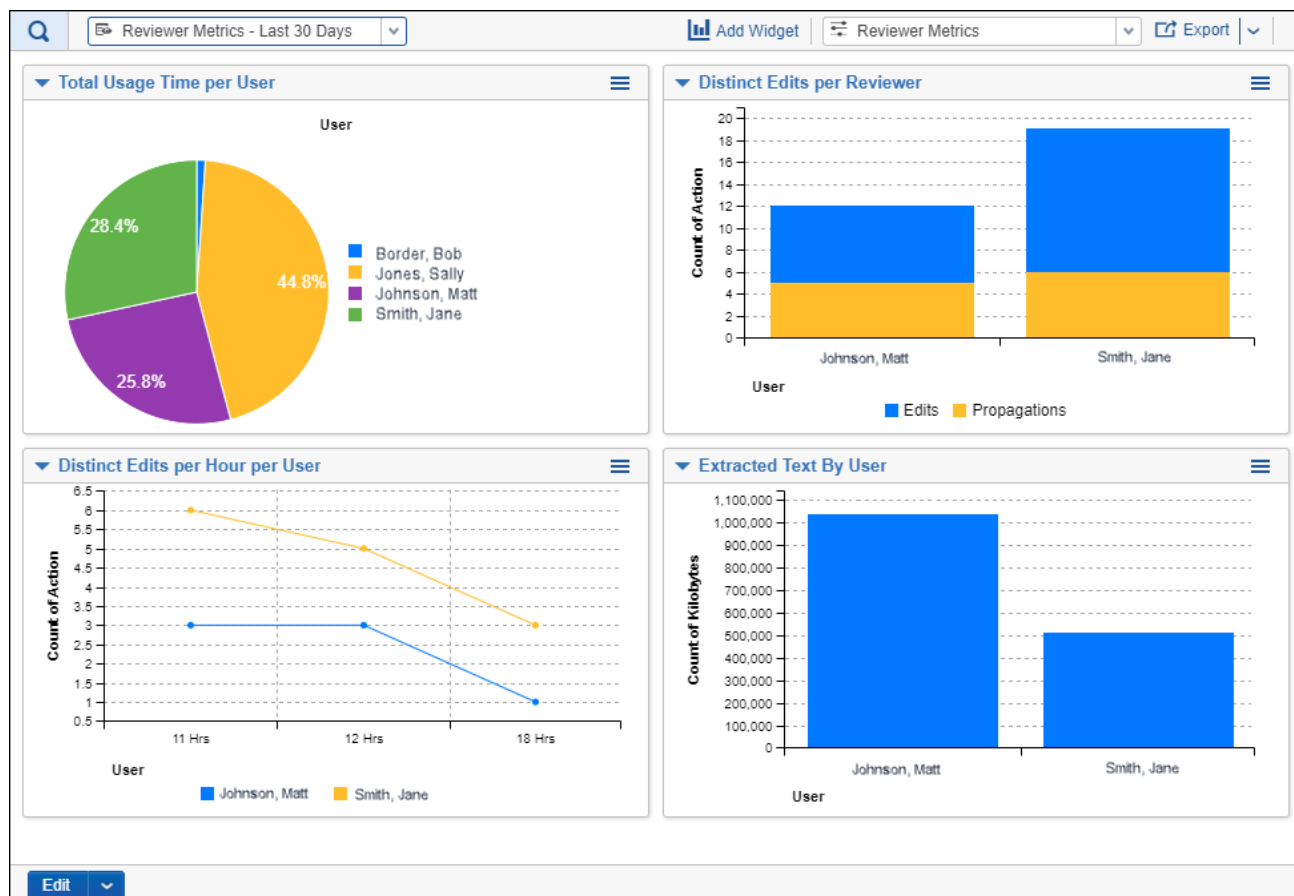 Reviewer Metrics - Last 30 Days
Add Widget
Reviewer Metrics
Export
Total Usage Time per User
User
28.4%
44.8%
25.8%
Border, Bob
Jones, Sally
Johnson, Matt
Smith, Jane
Distinct Edits per Reviewer
Count of Action
20
18
16
14
12
10
8
6
4
2
0
Johnson, Matt Smith, Jane
User
Edits Propagations
Distinct Edits per Hour per User
Count of Action
6.5
6
5.5
5
4.5
4
3.5
3
2.5
2
1.5
1
0.5
11 Hrs 12 Hrs 18 Hrs
User
Johnson, Matt Smith, Jane
Extracted Text By User
Count of Kilobytes
1,100,000
1,000,000
900,000
800,000
700,000
600,000
500,000
400,000
300,000
200,000
100,000
0
Johnson, Matt Smith, Jane
User
Edit